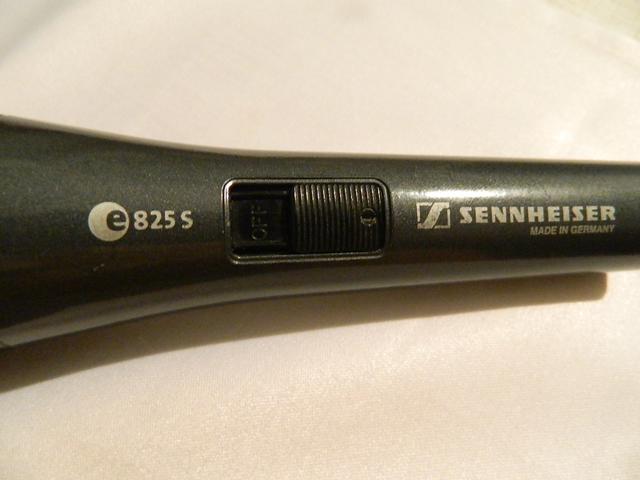 e 825 S
OFF
SENNHEISER
MADE IN GERMANY